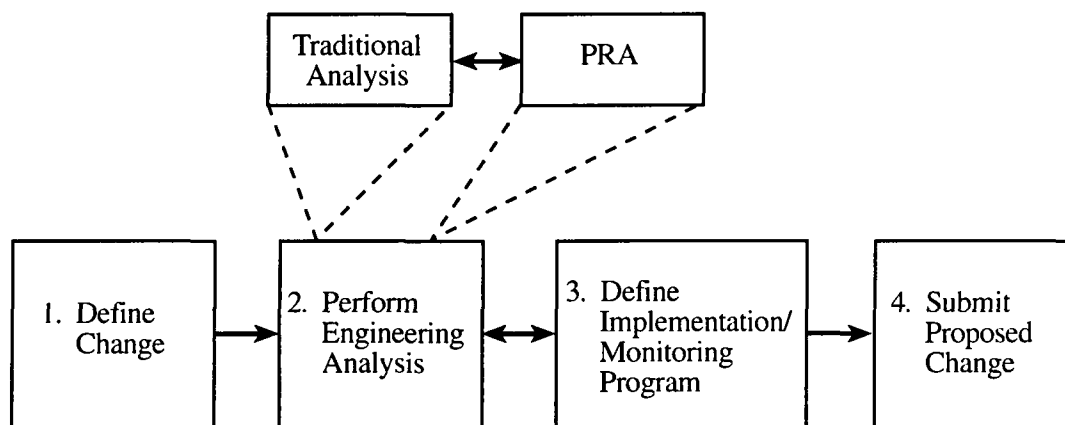 Traditional
Analysis
PRA
1. Define
Change
2. Perform
Engineering
Analysis
3. Define
Implementation/
Monitoring
Program
4. Submit
Proposed
Change